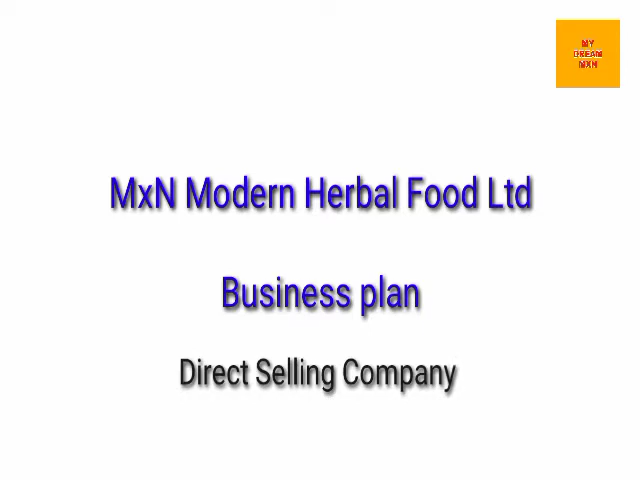 MY
DREAM
MXN
MxN Modern Herbal Food Ltd
Business plan
Direct Selling Company